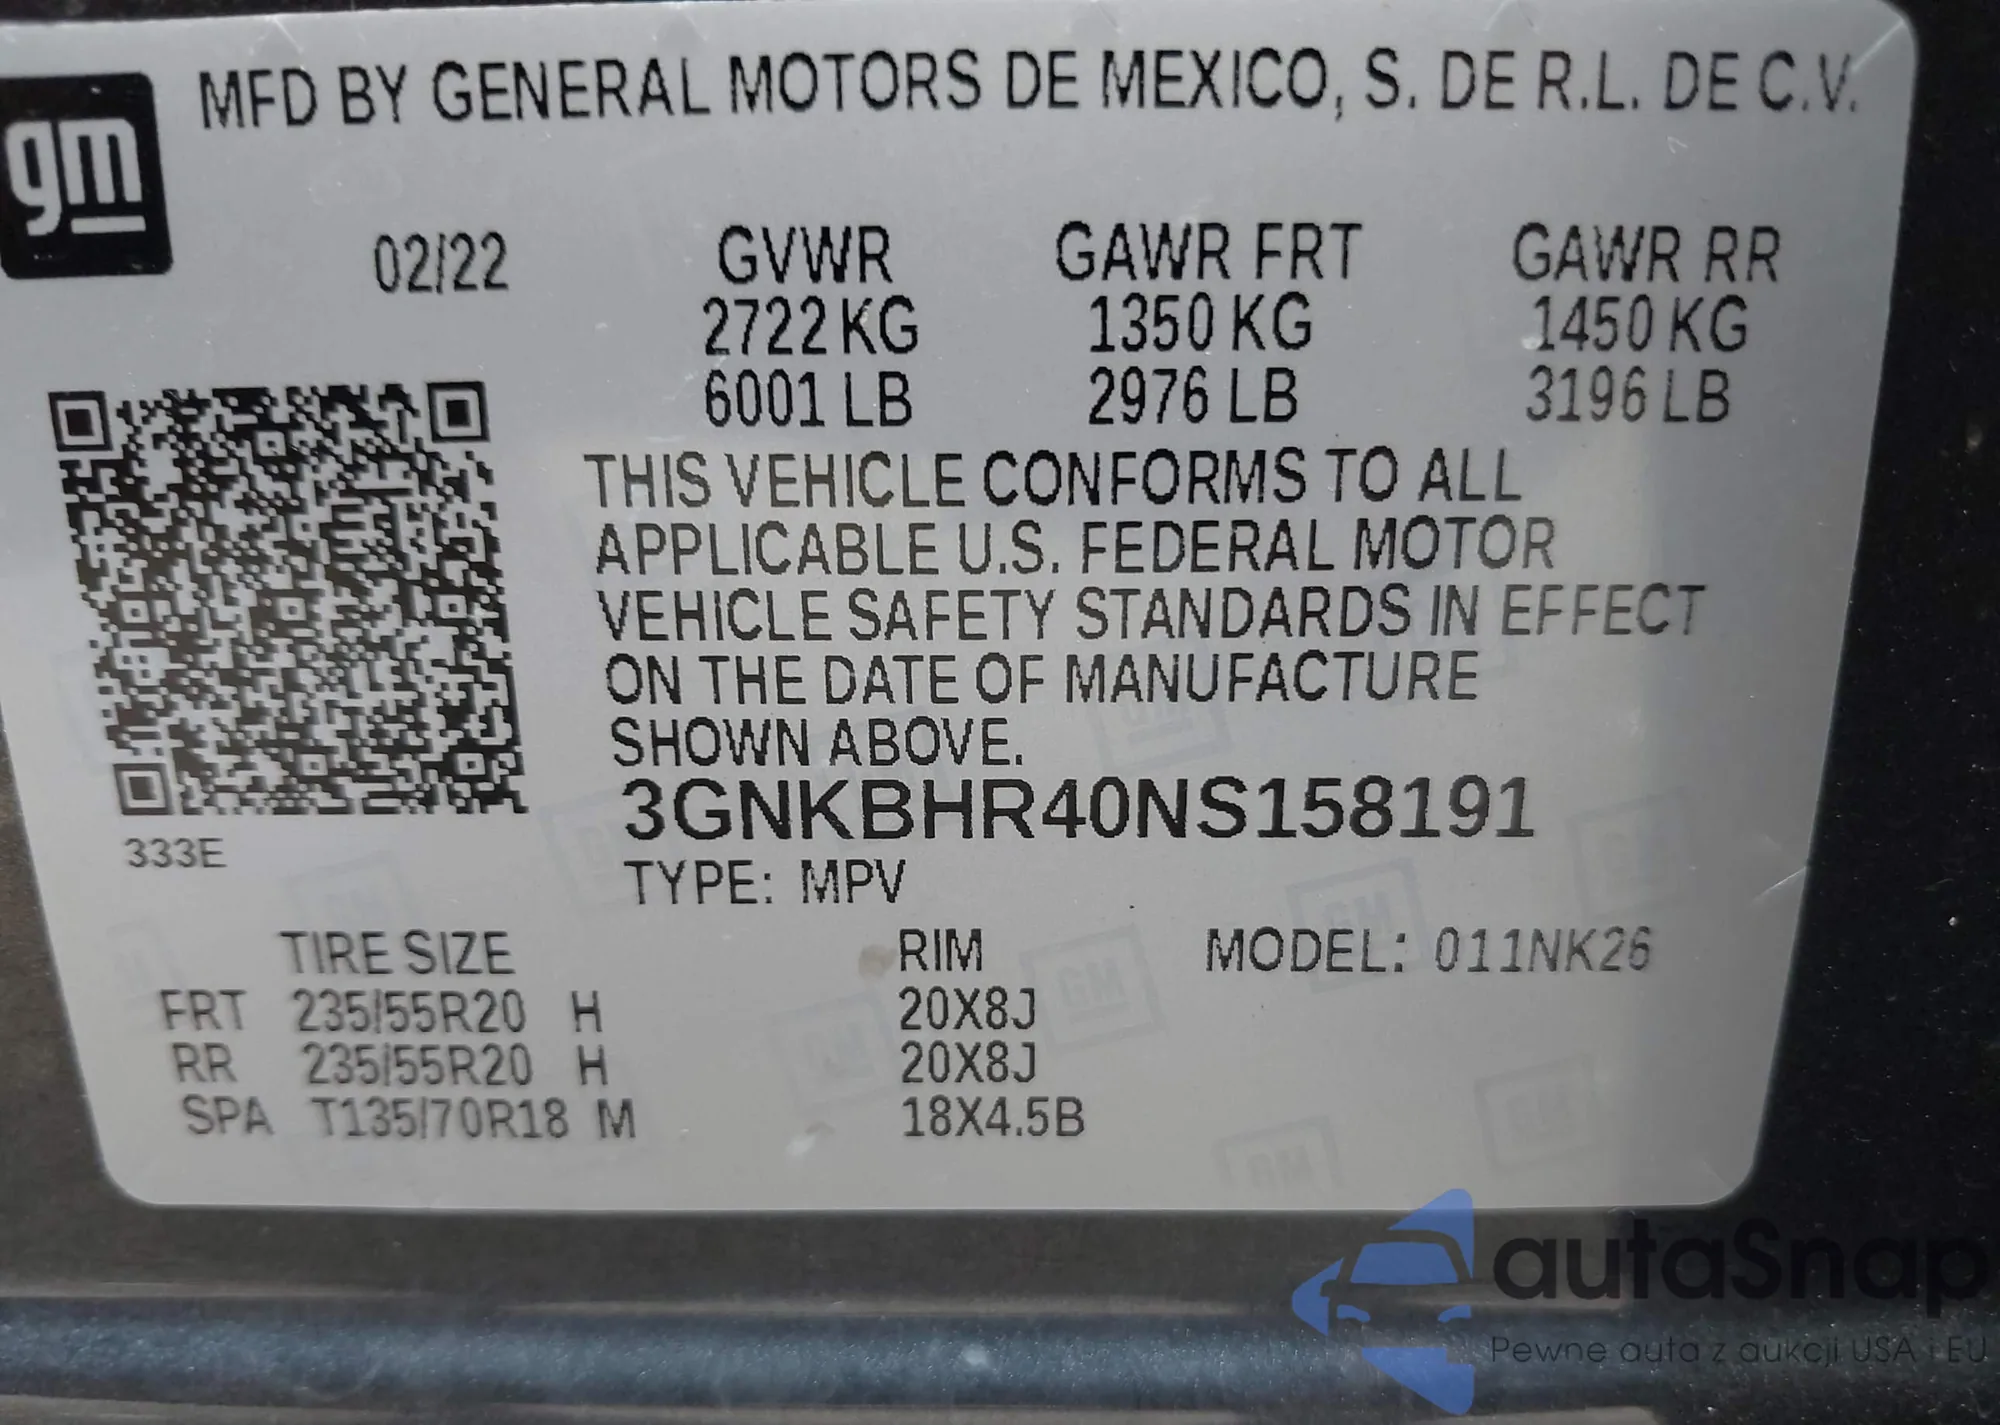 MFD BY GENERAL MOTORS DE MEXICO, S. DE R.L. DE C.V.
gm
02/22 GVWR GAWR FRT GAWR RR
2722 KG 1350 KG 1450 KG
6001 LB 2976 LB 3196 LB
THIS VEHICLE CONFORMS TO ALL
APPLICABLE U.S. FEDERAL MOTOR
VEHICLE SAFETY STANDARDS IN EFFECT
ON THE DATE OF MANUFACTURE
SHOWN ABOVE.
3GNKBHR40NS158191
333E
TYPE: MPV
TIRE SIZE RIM MODEL: 011NK26
FRT 235/55R20 H 20X8J
RR 235/55R20 H 20X8J
SPA T135/70R18 M 18X4.5B
GM
autaSnap
Pewne auta z aukcji USA i EU